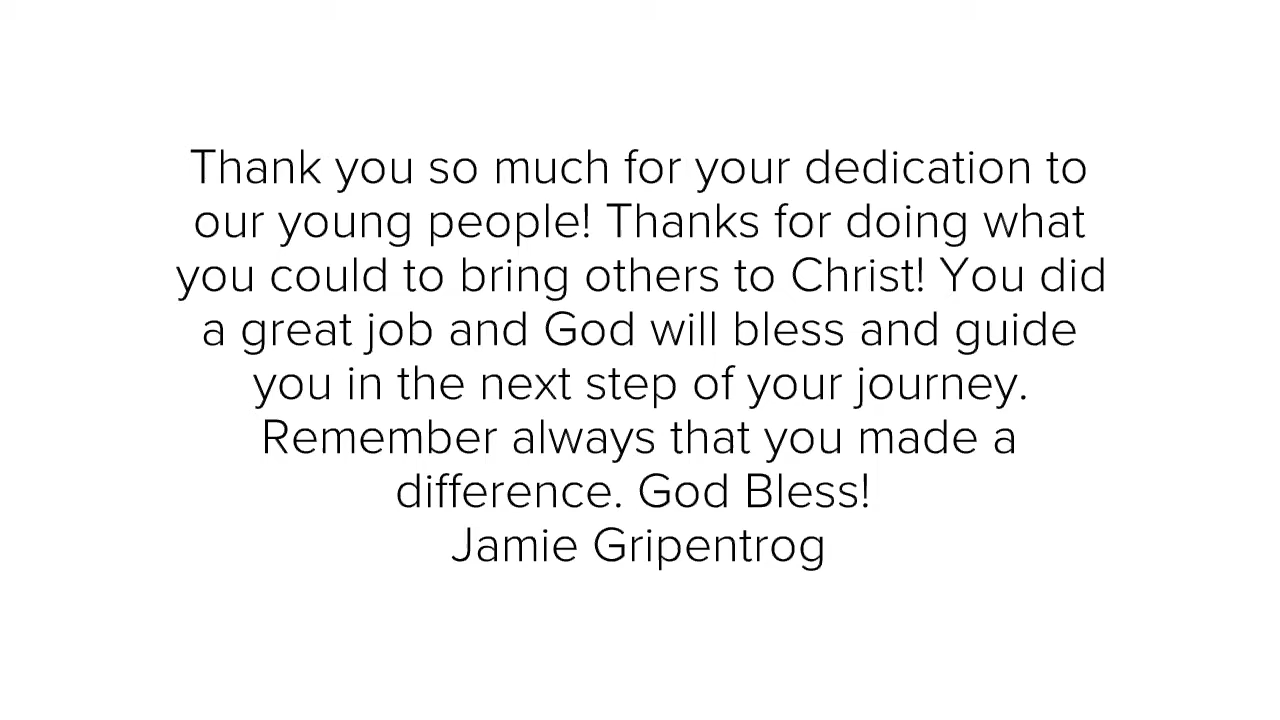 Thank you so much for your dedication to
our young people! Thanks for doing what
you could to bring others to Christ! You did
a great job and God will bless and guide
you in the next step of your journey.
Remember always that you made a
difference. God Bless!
Jamie Gripentrog